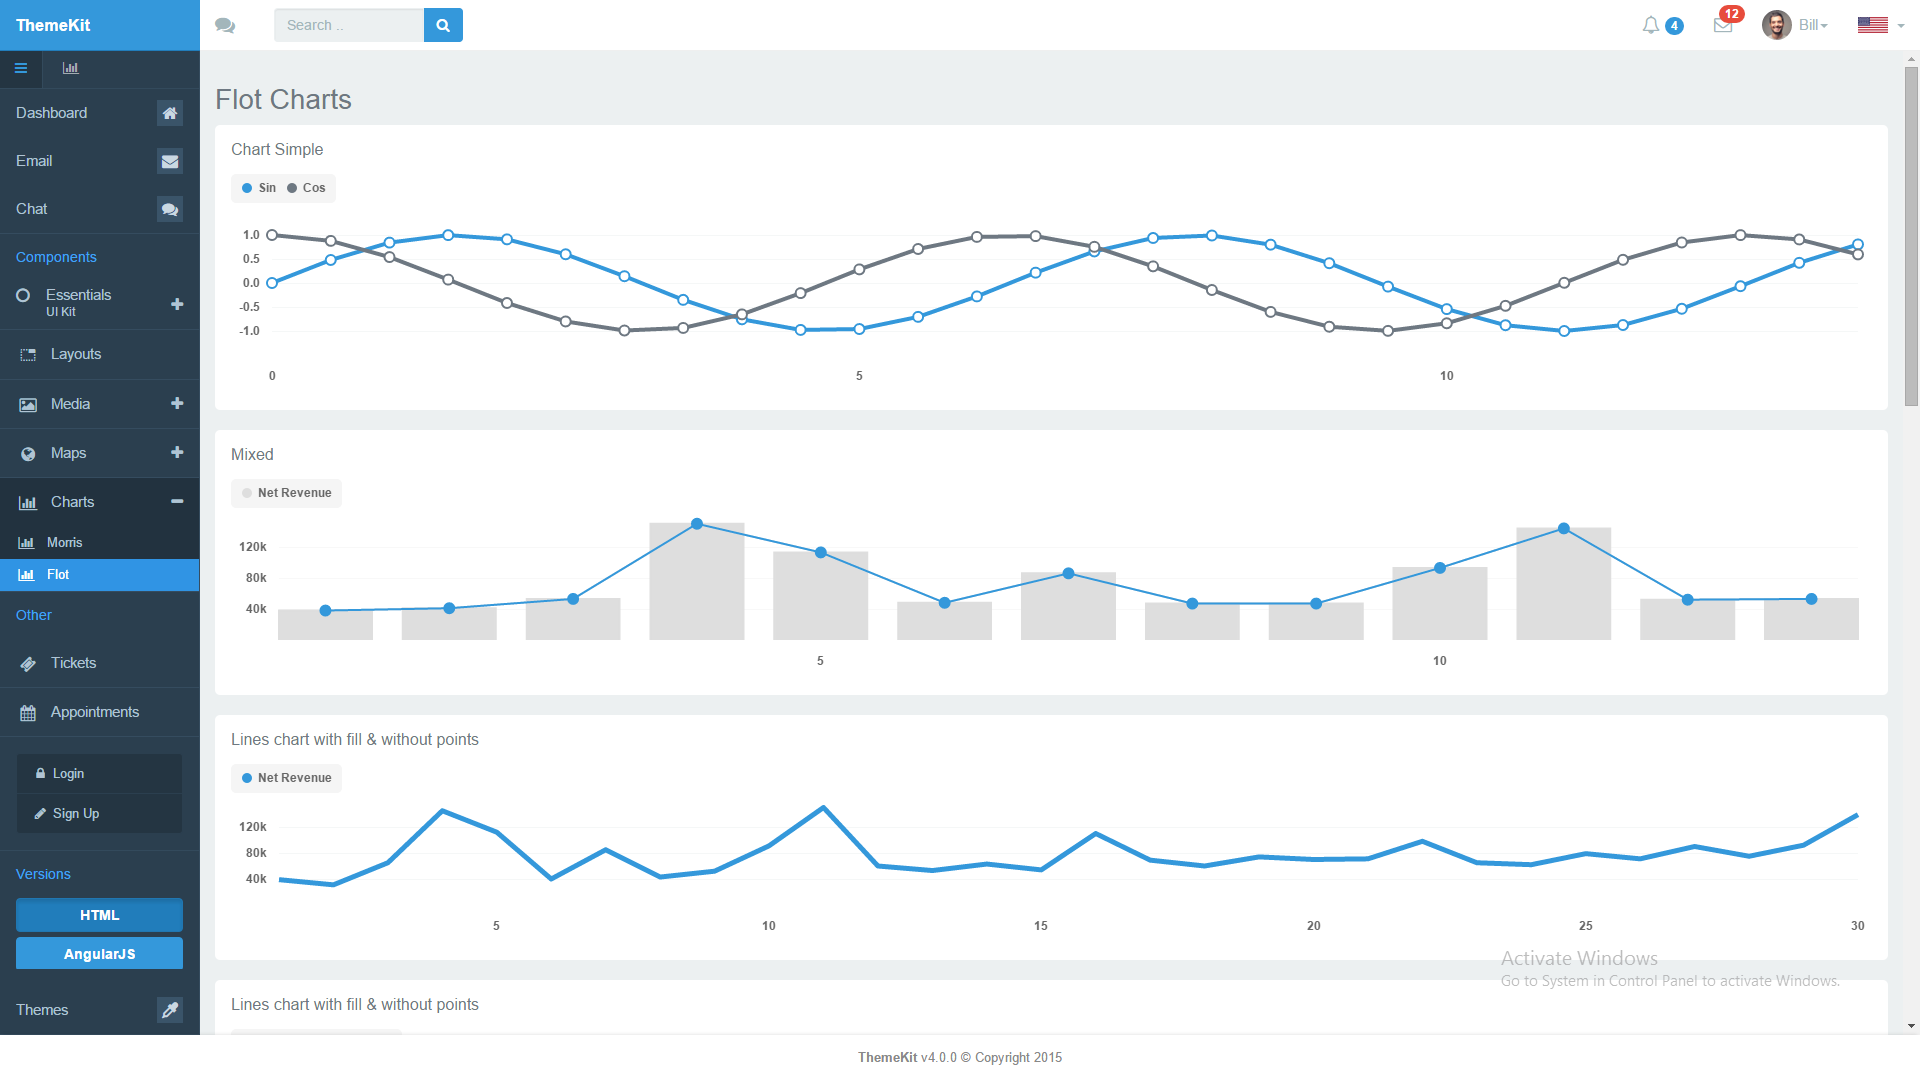 ThemeKit
Search ..
4
12
Bill
Dashboard
Email
Chat
Components
Essentials
UI Kit
Layouts
Media
Maps
Charts
Morris
Flot
Other
Tickets
Appointments
Login
Sign Up
Versions
HTML
AngularJS
Themes
Flot Charts
Chart Simple
Sin Cos
1.0
0.5
0.0
-0.5
-1.0
0 5 10
Mixed
Net Revenue
120k
80k
40k
5 10
Lines chart with fill & without points
Net Revenue
120k
80k
40k
5 10 15 20 25 30
Activate Windows
Go to System in Control Panel to activate Windows.
Lines chart with fill & without points
ThemeKit v4.0.0 © Copyright 2015